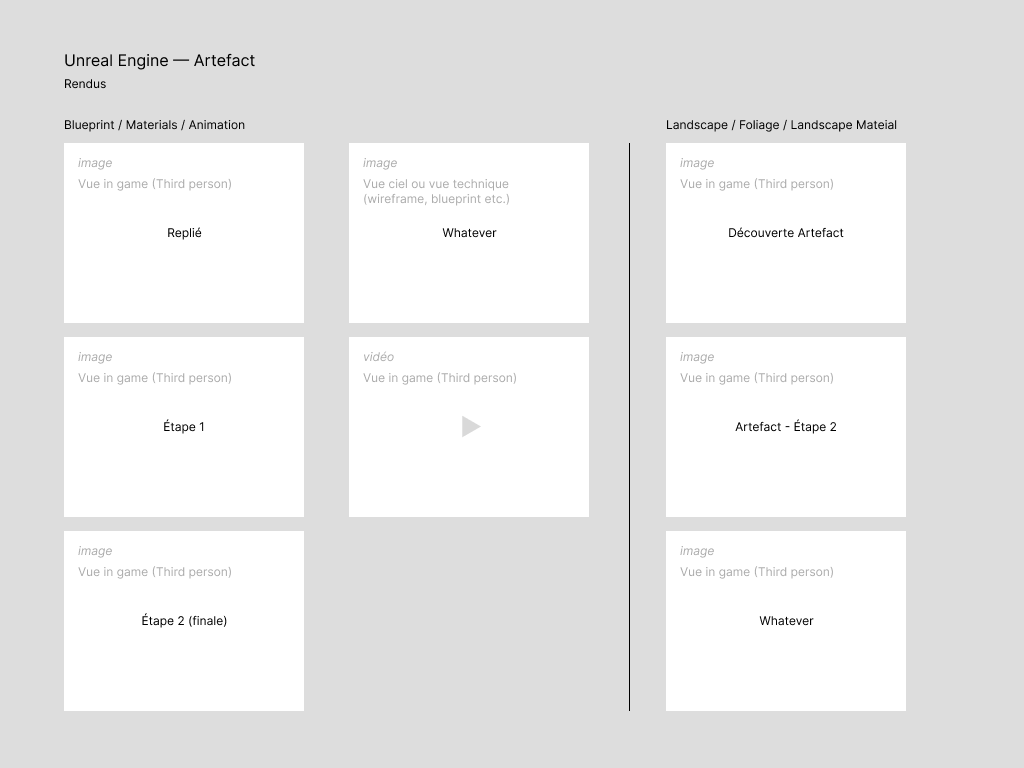 Unreal Engine — Artefact
Rendus
Blueprint / Materials / Animation
image
Vue in game (Third person)
Replié
image
Vue ciel ou vue technique
(wireframe, blueprint etc.)
Whatever
image
Vue in game (Third person)
Étape 1
vidéo
Vue in game (Third person)
image
Vue in game (Third person)
Étape 2 (finale)
Landscape / Foliage / Landscape Mateial
image
Vue in game (Third person)
Découverte Artefact
image
Vue in game (Third person)
Artefact - Étape 2
image
Vue in game (Third person)
Whatever